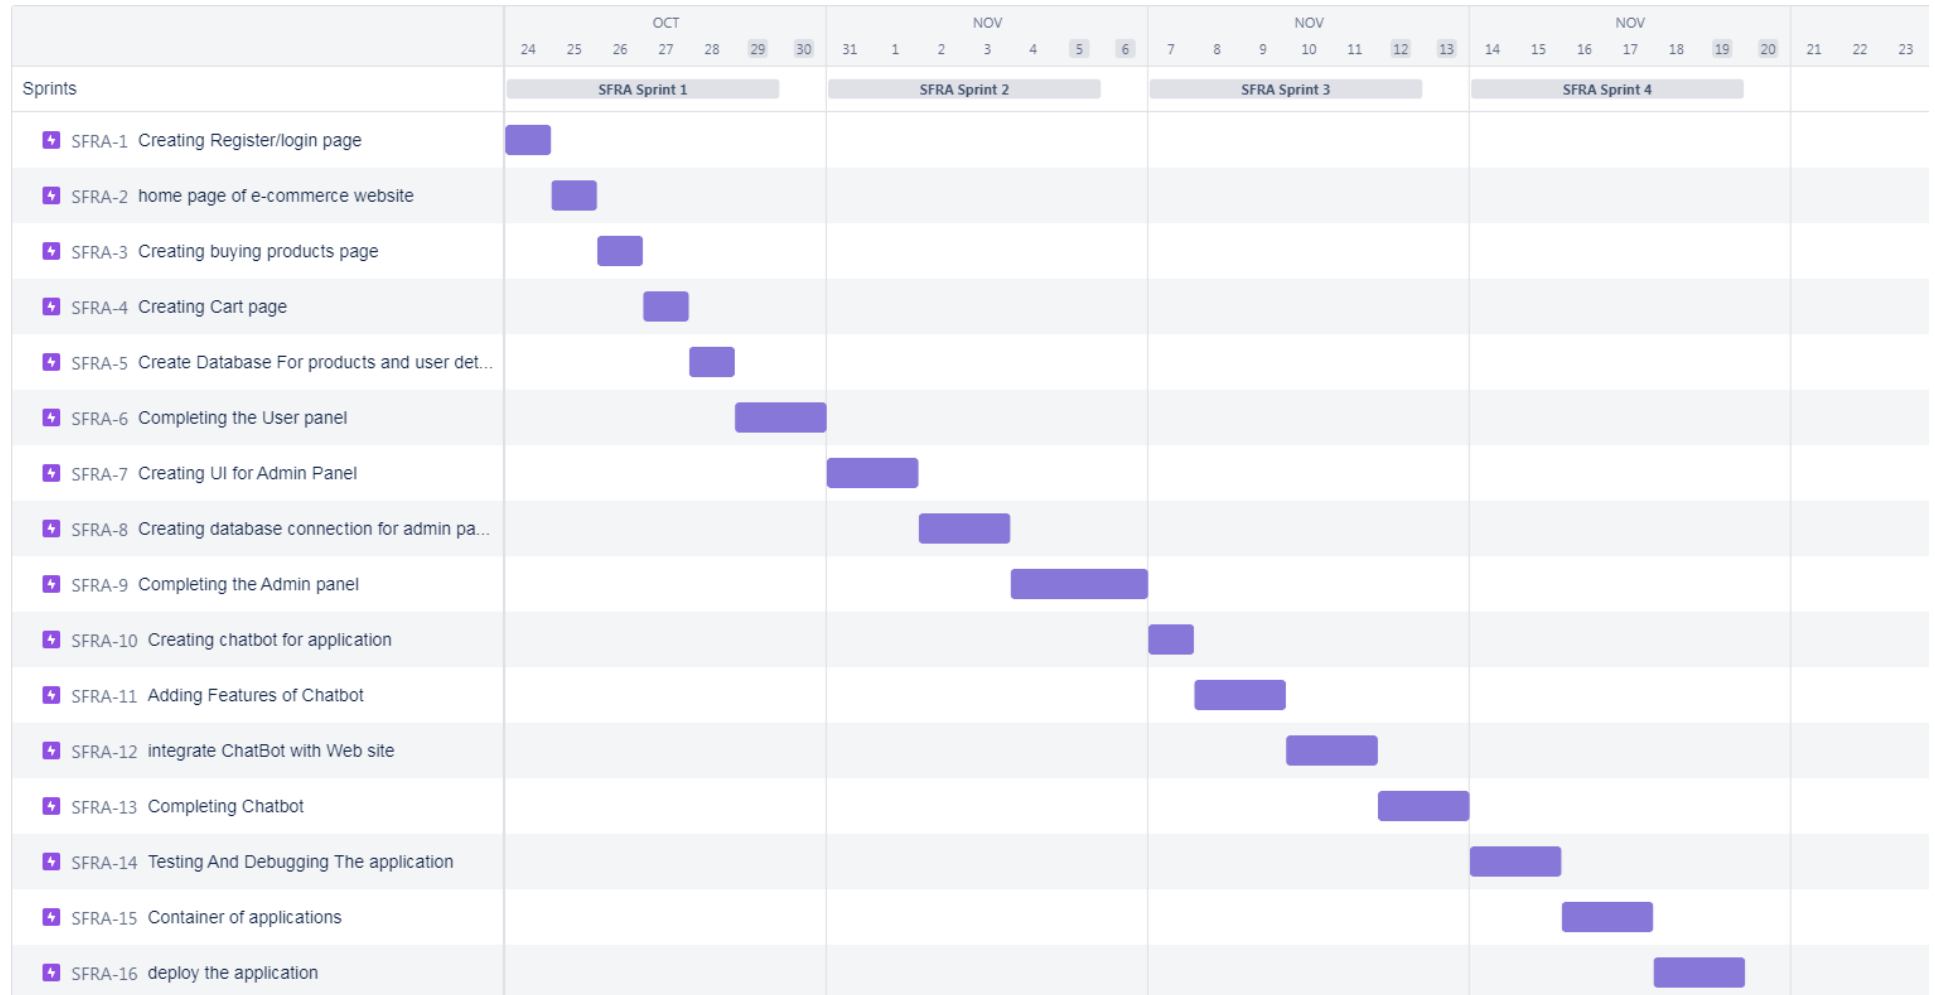 OCT NOV NOV NOV
24 25 26 27 28 29 30 31 1 2 3 4 5 6 7 8 9 10 11 12 13 14 15 16 17 18 19 20 21 22 23
Sprints SFRA Sprint 1 SFRA Sprint 2 SFRA Sprint 3 SFRA Sprint 4
SFRA-1 Creating Register/login page
SFRA-2 home page of e-commerce website
SFRA-3 Creating buying products page
SFRA-4 Creating Cart page
SFRA-5 Create Database For products and user det...
SFRA-6 Completing the User panel
SFRA-7 Creating UI for Admin Panel
SFRA-8 Creating database connection for admin pa...
SFRA-9 Completing the Admin panel
SFRA-10 Creating chatbot for application
SFRA-11 Adding Features of Chatbot
SFRA-12 integrate ChatBot with Web site
SFRA-13 Completing Chatbot
SFRA-14 Testing And Debugging The application
SFRA-15 Container of applications
SFRA-16 deploy the application